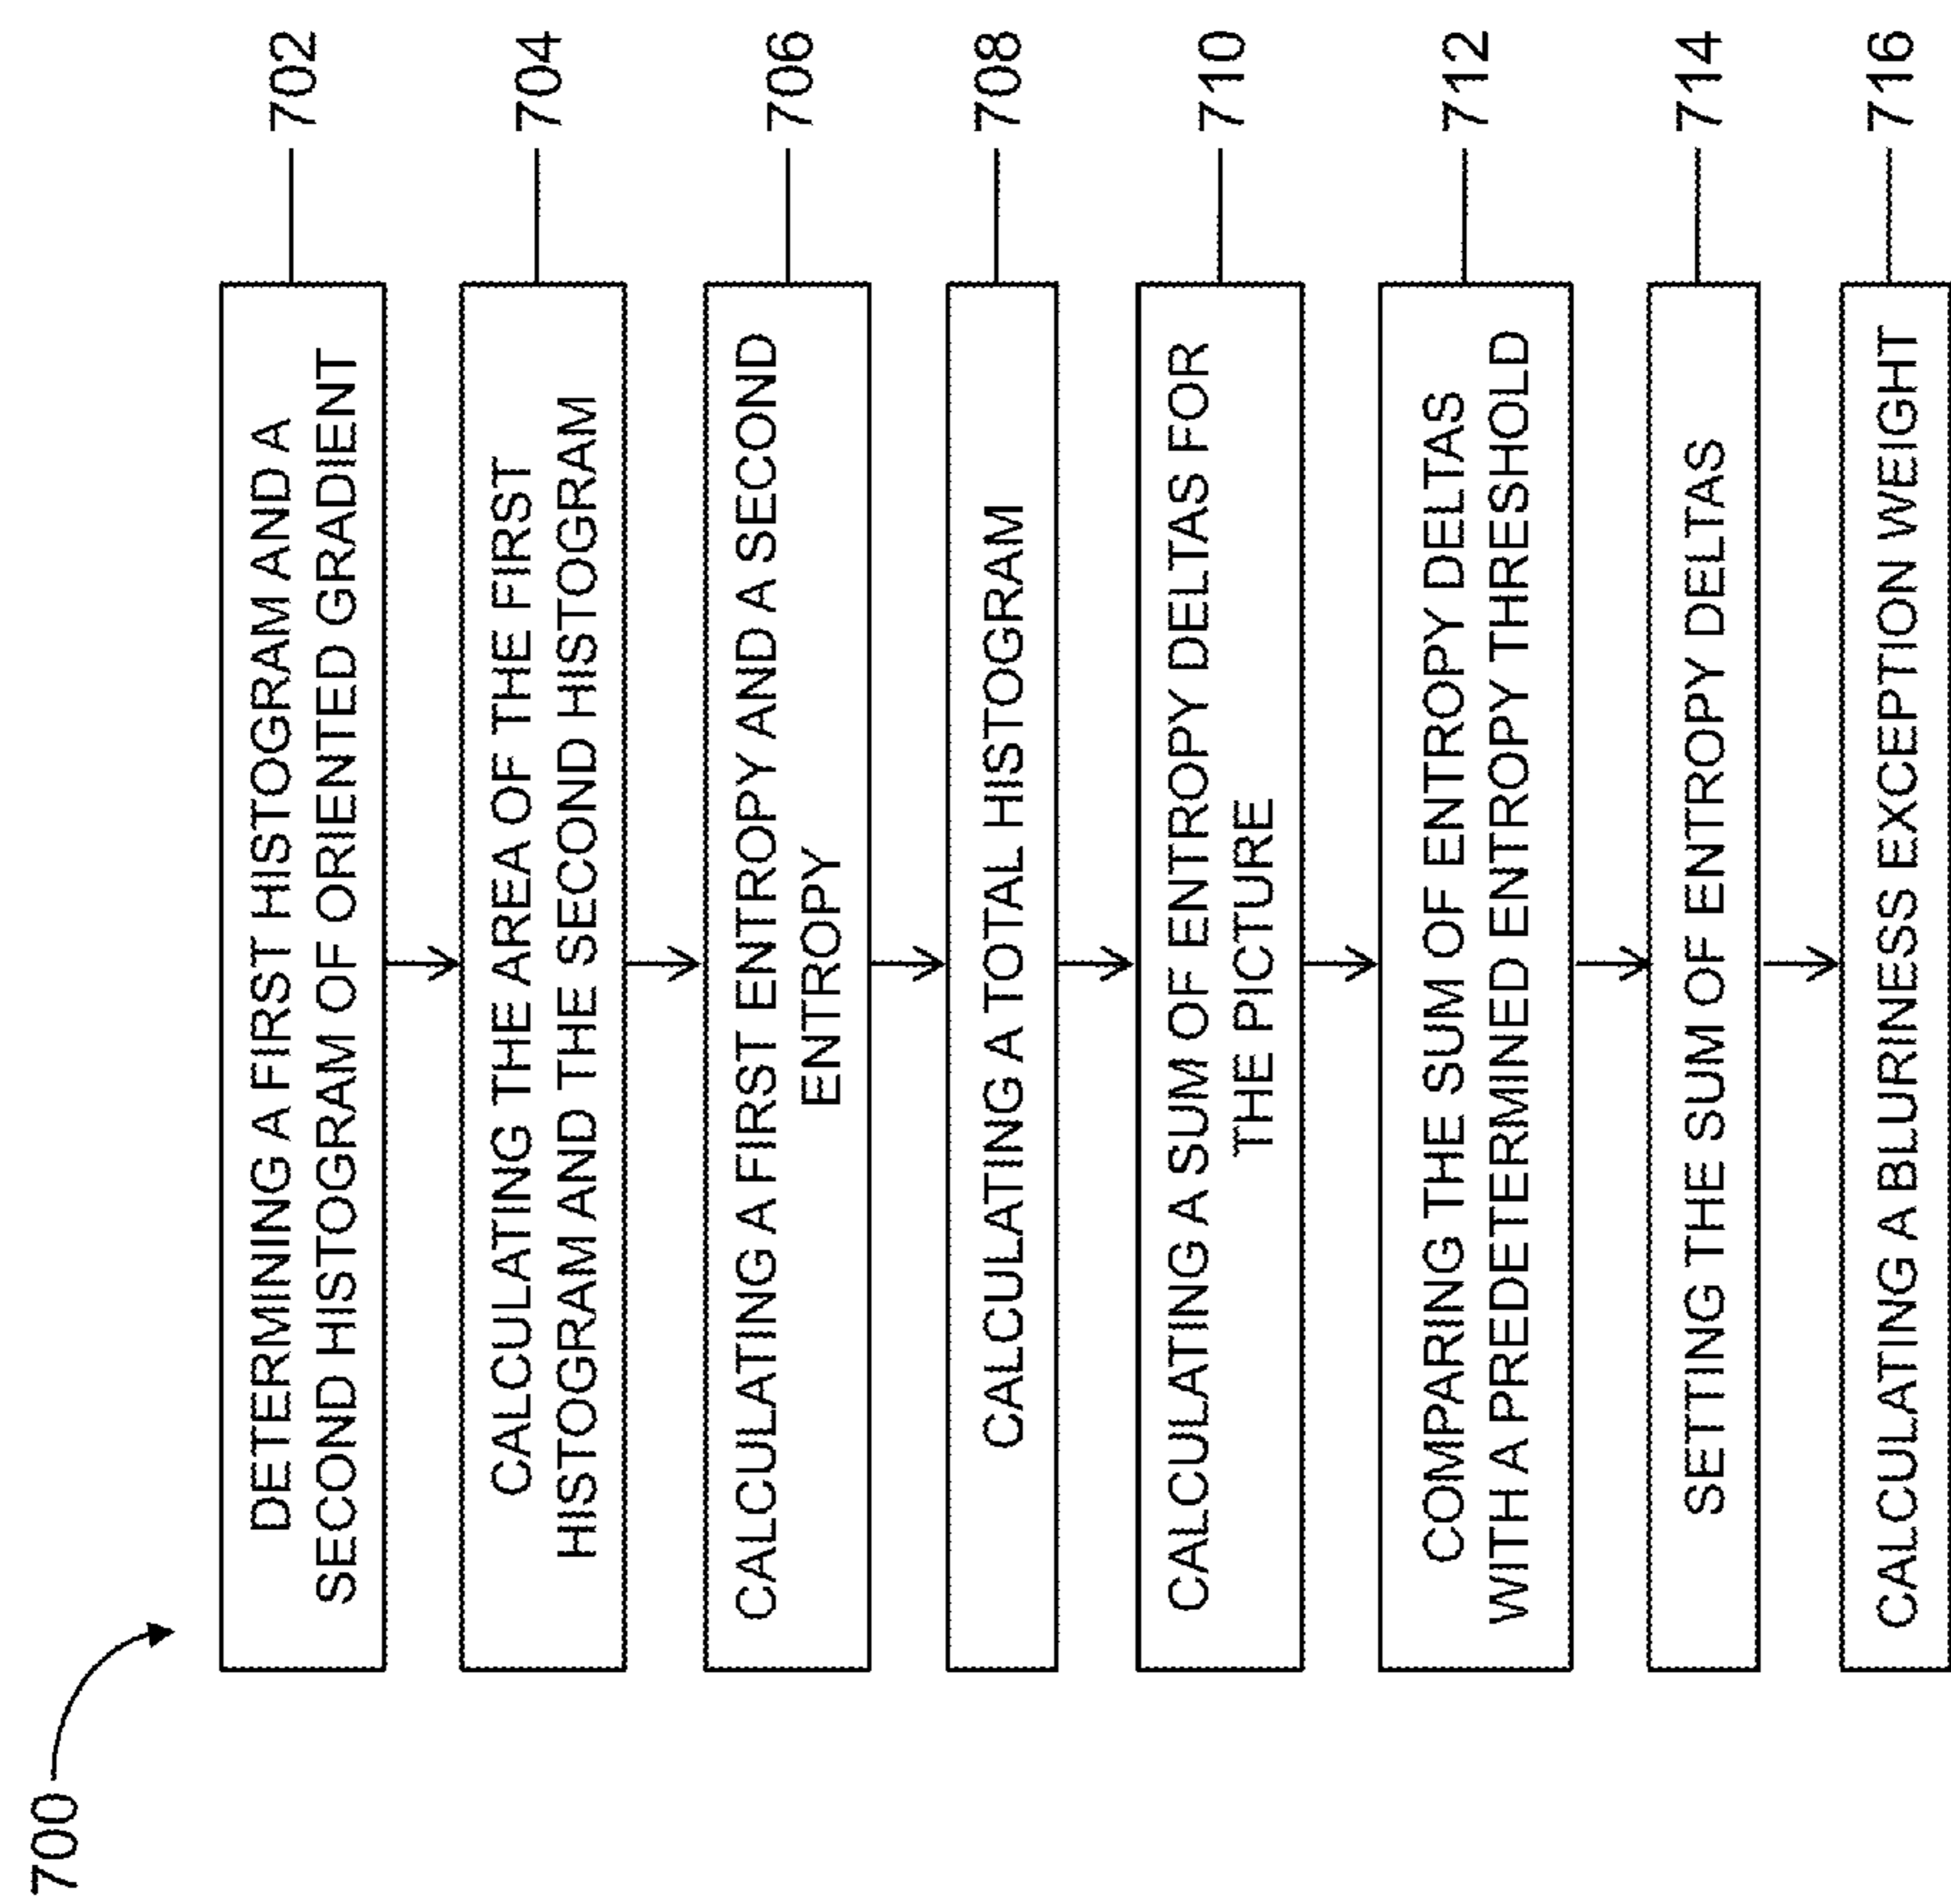 700
DETERMINING A FIRST HISTOGRAM AND A
SECOND HISTOGRAM OF ORIENTED GRADIENT
702
CALCULATING THE AREA OF THE FIRST
HISTOGRAM AND THE SECOND HISTOGRAM
704
CALCULATING A FIRST ENTROPY AND A SECOND
ENTROPY
706
CALCULATING A TOTAL HISTOGRAM
708
CALCULATING A SUM OF ENTROPY DELTAS FOR
THE PICTURE
710
COMPARING THE SUM OF ENTROPY DELTAS
WITH A PREDETERMINED ENTROPY THRESHOLD
712
SETTING THE SUM OF ENTROPY DELTAS
714
CALCULATING A BLURINESS EXCEPTION WEIGHT
716